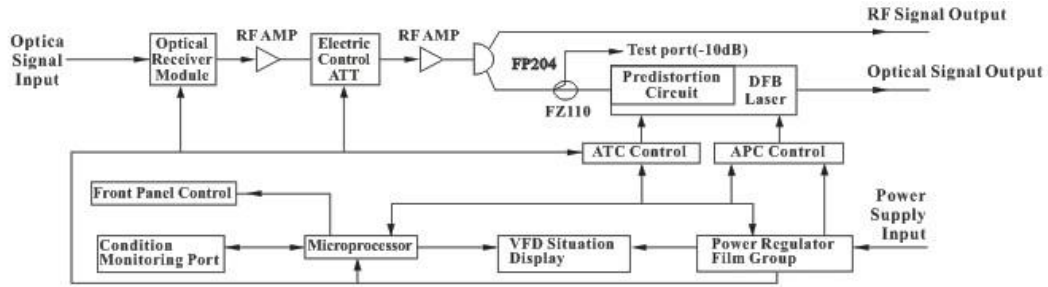 RF Signal Output
Optica
Signal
Input
Optical
Receiver
Module
RF AMP
Electric
Control
ATT
RF AMP
FP204
Test port(-10dB)
FZ110
Predistortion
Circuit
DFB
Laser
Optical Signal Output
ATC Control
APC Control
Front Panel Control
Power
Supply
Input
Condition
Monitoring Port
Microprocessor
VFD Situation
Display
Power Regulator
Film Group